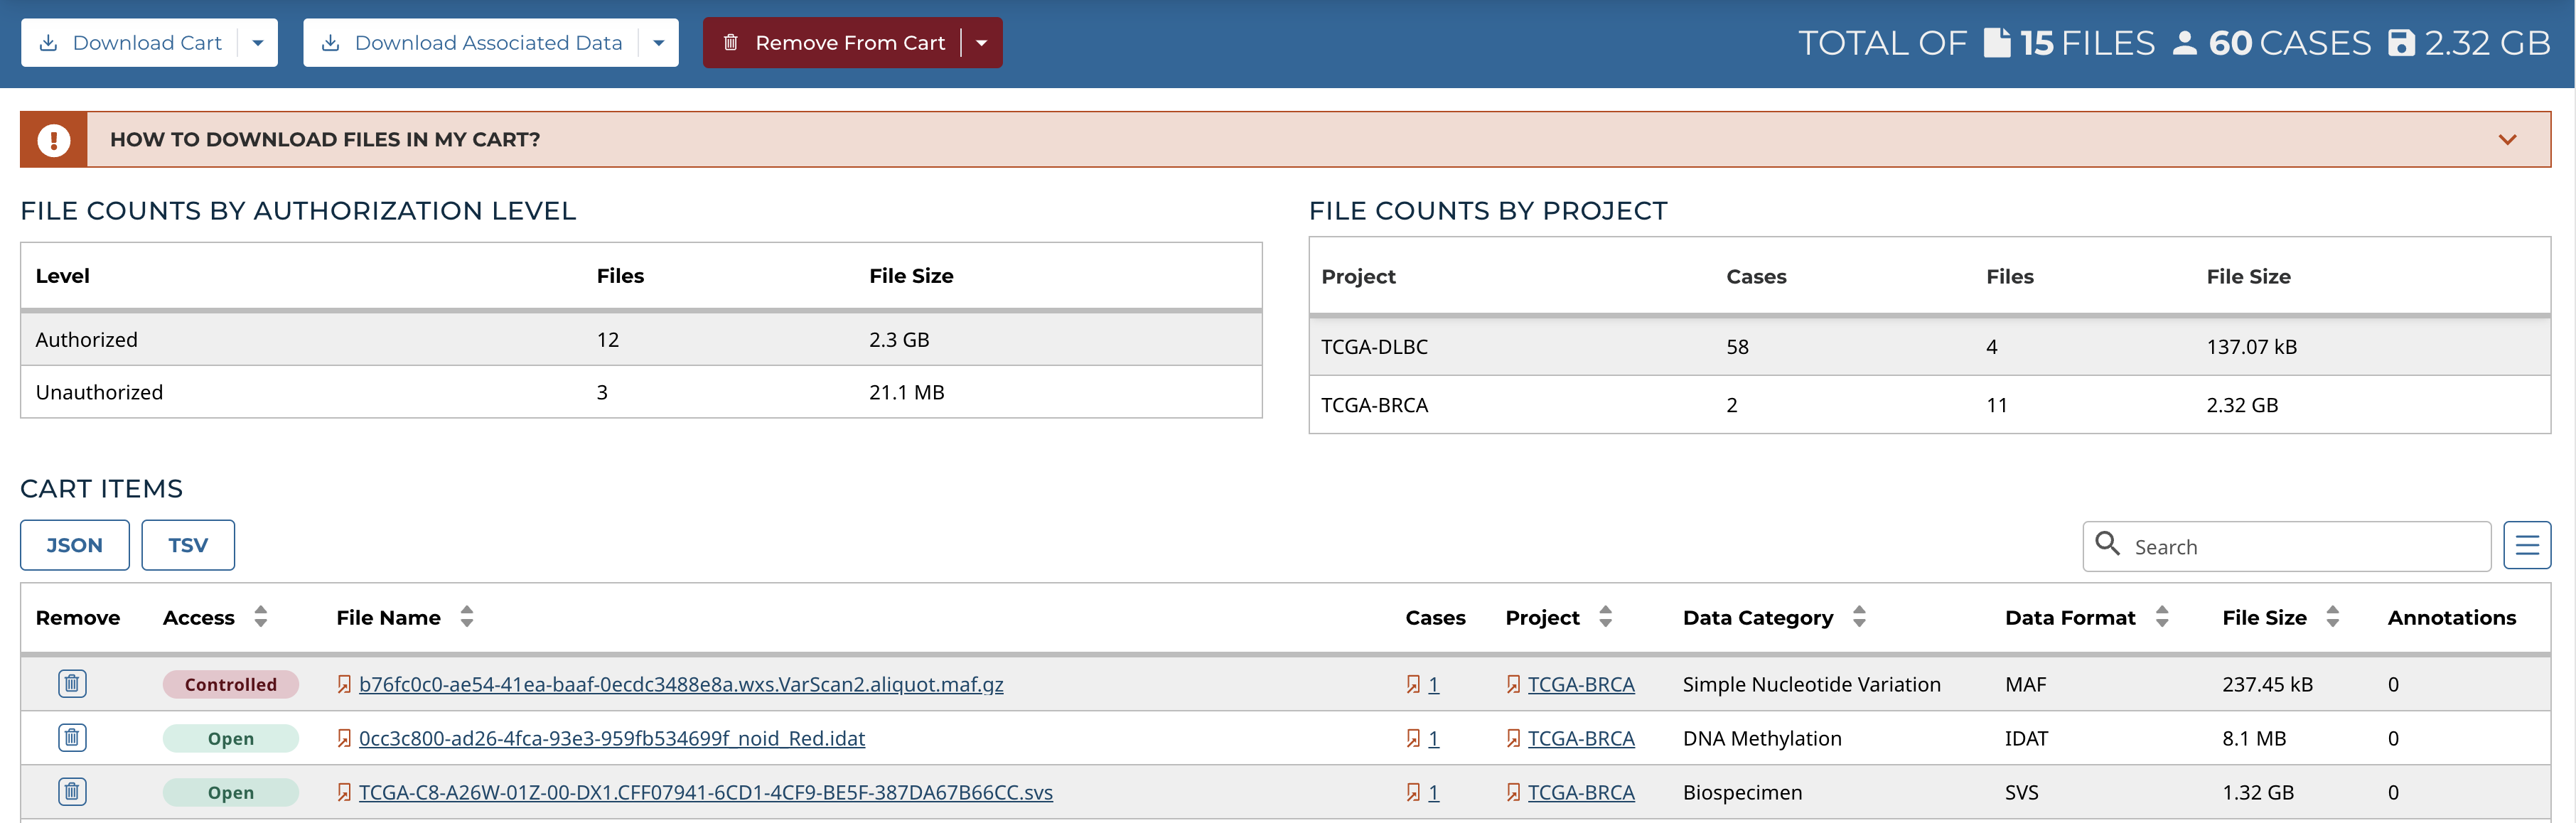 Download Cart
Download Associated Data
Remove From Cart
TOTAL OF 15 FILES 60 CASES 2.32 GB
HOW TO DOWNLOAD FILES IN MY CART?
FILE COUNTS BY AUTHORIZATION LEVEL
Level Files File Size
Authorized 12 2.3 GB
Unauthorized 3 21.1 MB
FILE COUNTS BY PROJECT
Project Cases Files File Size
TCGA-DLBC 58 4 137.07 kB
TCGA-BRCA 2 11 2.32 GB
CART ITEMS
JSON TSV
Search
Remove Access File Name Cases Project Data Category Data Format File Size Annotations
Controlled b76fc0c0-ae54-41ea-baaf-0ecdc3488e8a.wxs.VarScan2.aliquot.maf.gz 1 TCGA-BRCA Simple Nucleotide Variation MAF 237.45 kB 0
Open 0cc3c800-ad26-4fca-93e3-959fb534699f_noid_Red.idat 1 TCGA-BRCA DNA Methylation IDAT 8.1 MB 0
Open TCGA-C8-A26W-01Z-00-DX1.CFF07941-6CD1-4CF9-BE5F-387DA67B66CC.svs 1 TCGA-BRCA Biospecimen SVS 1.32 GB 0